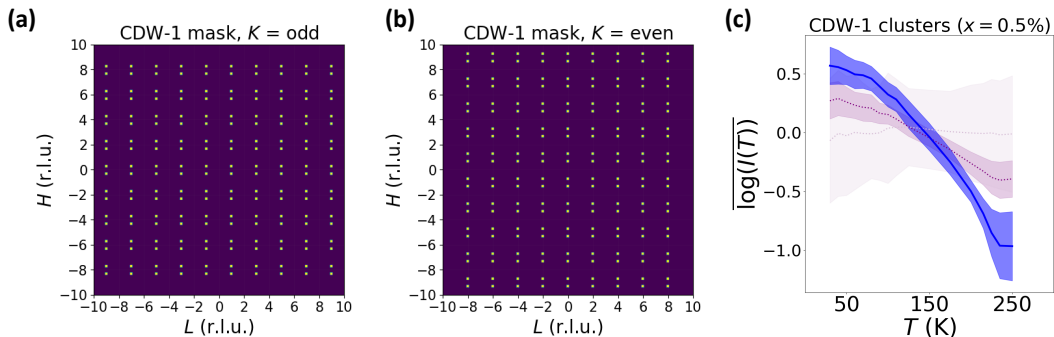 (a)
CDW-1 mask, K = odd
10
8
6
4
2
0
−2
−4
−6
−8
−10
H (r.l.u.)
−10 −8 −6 −4 −2 0 2 4 6 8 10
L (r.l.u.)
(b)
CDW-1 mask, K = even
10
8
6
4
2
0
−2
−4
−6
−8
−10
H (r.l.u.)
−10 −8 −6 −4 −2 0 2 4 6 8 10
L (r.l.u.)
(c)
CDW-1 clusters (x = 0.5%)
0.5
0.0
−0.5
−1.0
log(I(T))
50 150 250
T (K)